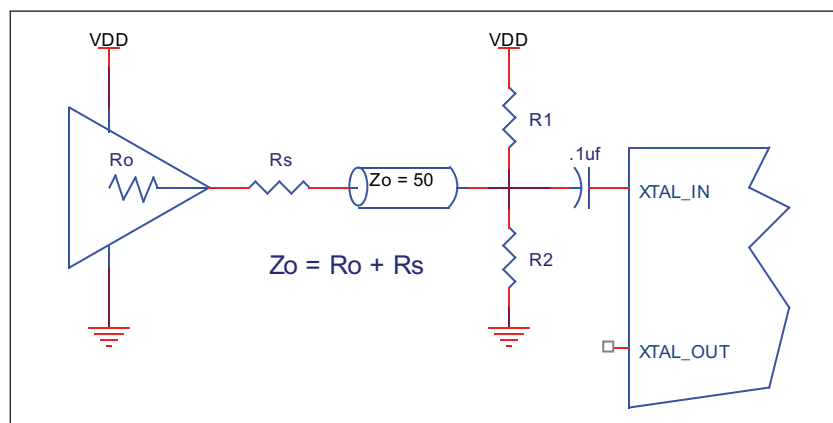 VDD
VDD
R1
.1uf
Ro
Rs
Zo = 50
XTAL_IN
Zo = Ro + Rs
R2
XTAL_OUT